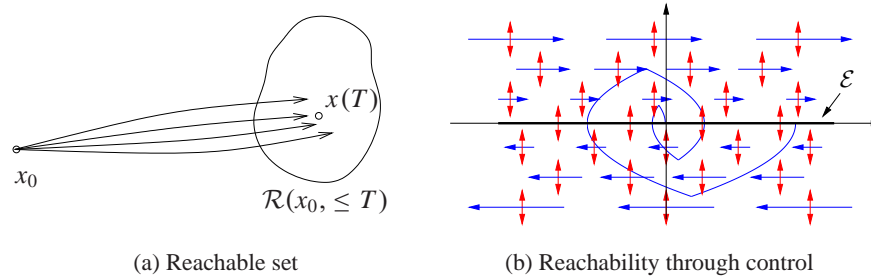 x(T)
x₀
ℛ(x₀, ≤ T)
ℰ
(a) Reachable set
(b) Reachability through control